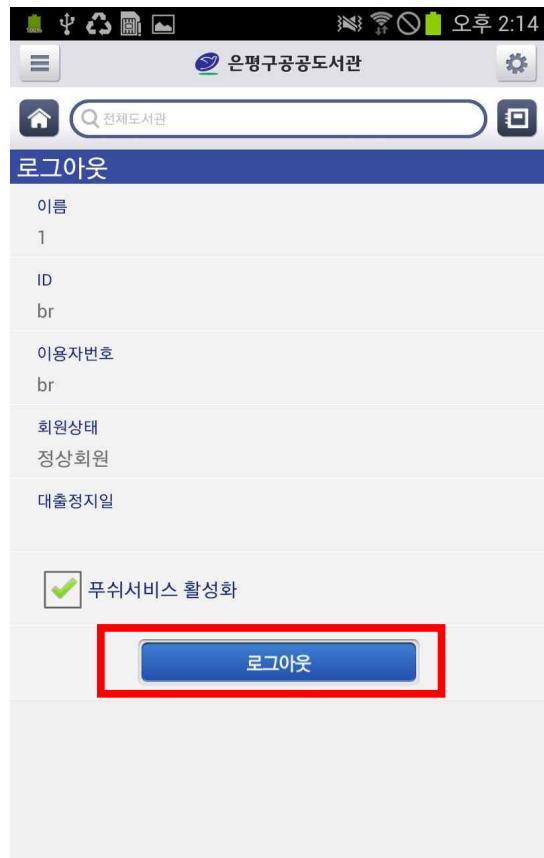 오후 2:14
은평구공공도서관
전체도서관
로그아웃
이름
1
ID
br
이용자번호
br
회원상태
정상회원
대출정지일
푸쉬서비스 활성화
로그아웃